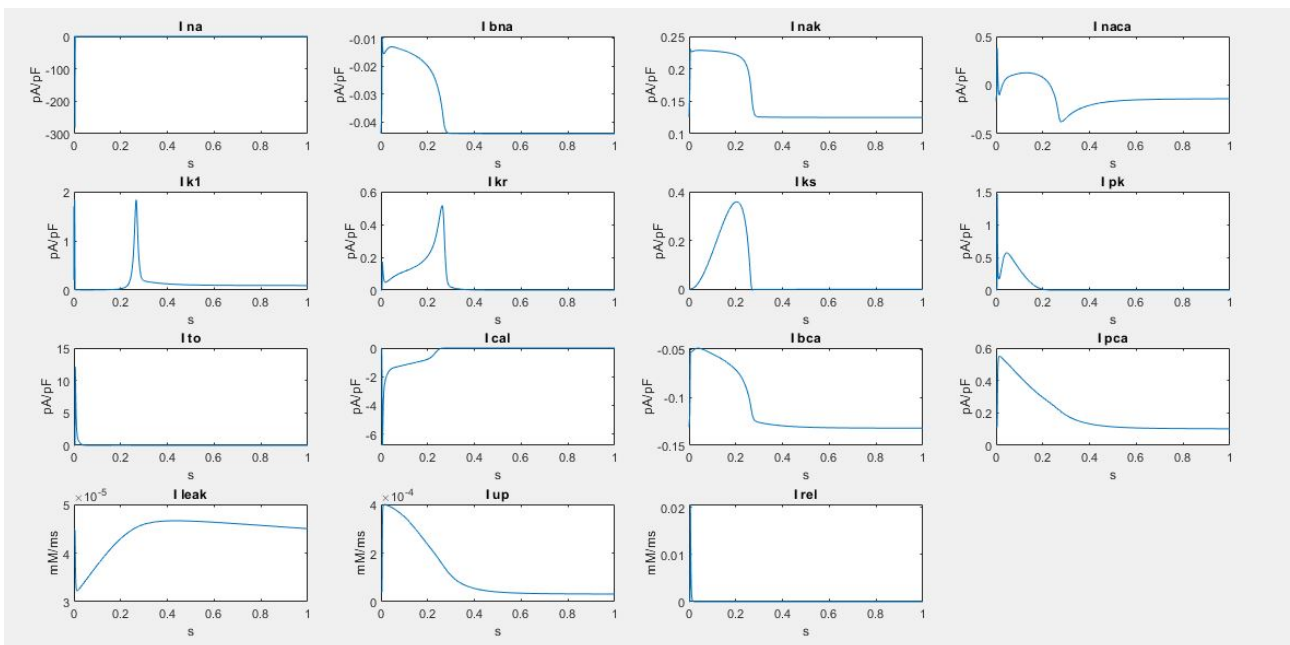 I na
I bna
I nak
I naca
pA/pF
0
-100
-200
-300
0 0.2 0.4 0.6 0.8 1
s
pA/pF
-0.01
-0.02
-0.03
-0.04
0 0.2 0.4 0.6 0.8 1
s
pA/pF
0.25
0.2
0.15
0.1
0 0.2 0.4 0.6 0.8 1
s
pA/pF
0.5
0
-0.5
0 0.2 0.4 0.6 0.8 1
s
I k1
I kr
I ks
I pk
pA/pF
2
1
0
0 0.2 0.4 0.6 0.8 1
s
pA/pF
0.6
0.4
0.2
0
0 0.2 0.4 0.6 0.8 1
s
pA/pF
0.4
0.2
0
0 0.2 0.4 0.6 0.8 1
s
pA/pF
1.5
1
0.5
0
0 0.2 0.4 0.6 0.8 1
s
I to
I cal
I bca
I pca
pA/pF
15
10
5
0
0 0.2 0.4 0.6 0.8 1
s
pA/pF
0
-2
-4
-6
0 0.2 0.4 0.6 0.8 1
s
pA/pF
-0.05
-0.1
-0.15
0 0.2 0.4 0.6 0.8 1
s
pA/pF
0.6
0.4
0.2
0
0 0.2 0.4 0.6 0.8 1
s
I leak
I up
I rel
mM/ms
×10⁻⁵
5
4
3
0 0.2 0.4 0.6 0.8 1
s
mM/ms
×10⁻⁴
4
2
0
0 0.2 0.4 0.6 0.8 1
s
mM/ms
0.02
0.01
0
0 0.2 0.4 0.6 0.8 1
s